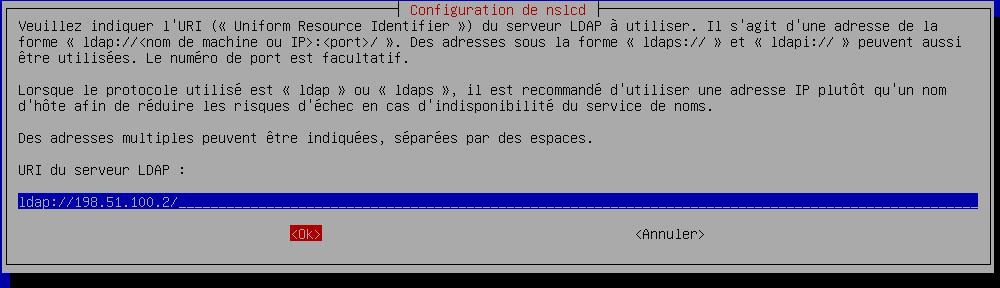 Configuration de nslcd
Veuillez indiquer l'URI (« Uniform Resource Identifier ») du serveur LDAP à utiliser. Il s'agit d'une adresse de la
forme « ldap://<nom de machine ou IP>:<port>/ ». Des adresses sous la forme « ldaps:// » et « ldapi:// » peuvent aussi
être utilisées. Le numéro de port est facultatif.
Lorsque le protocole utilisé est « ldap » ou « ldaps », il est recommandé d'utiliser une adresse IP plutôt qu'un nom
d'hôte afin de réduire les risques d'échec en cas d'indisponibilité du service de noms.
Des adresses multiples peuvent être indiquées, séparées par des espaces.
URI du serveur LDAP :
ldap://198.51.100.2/
<Ok> <Annuler>